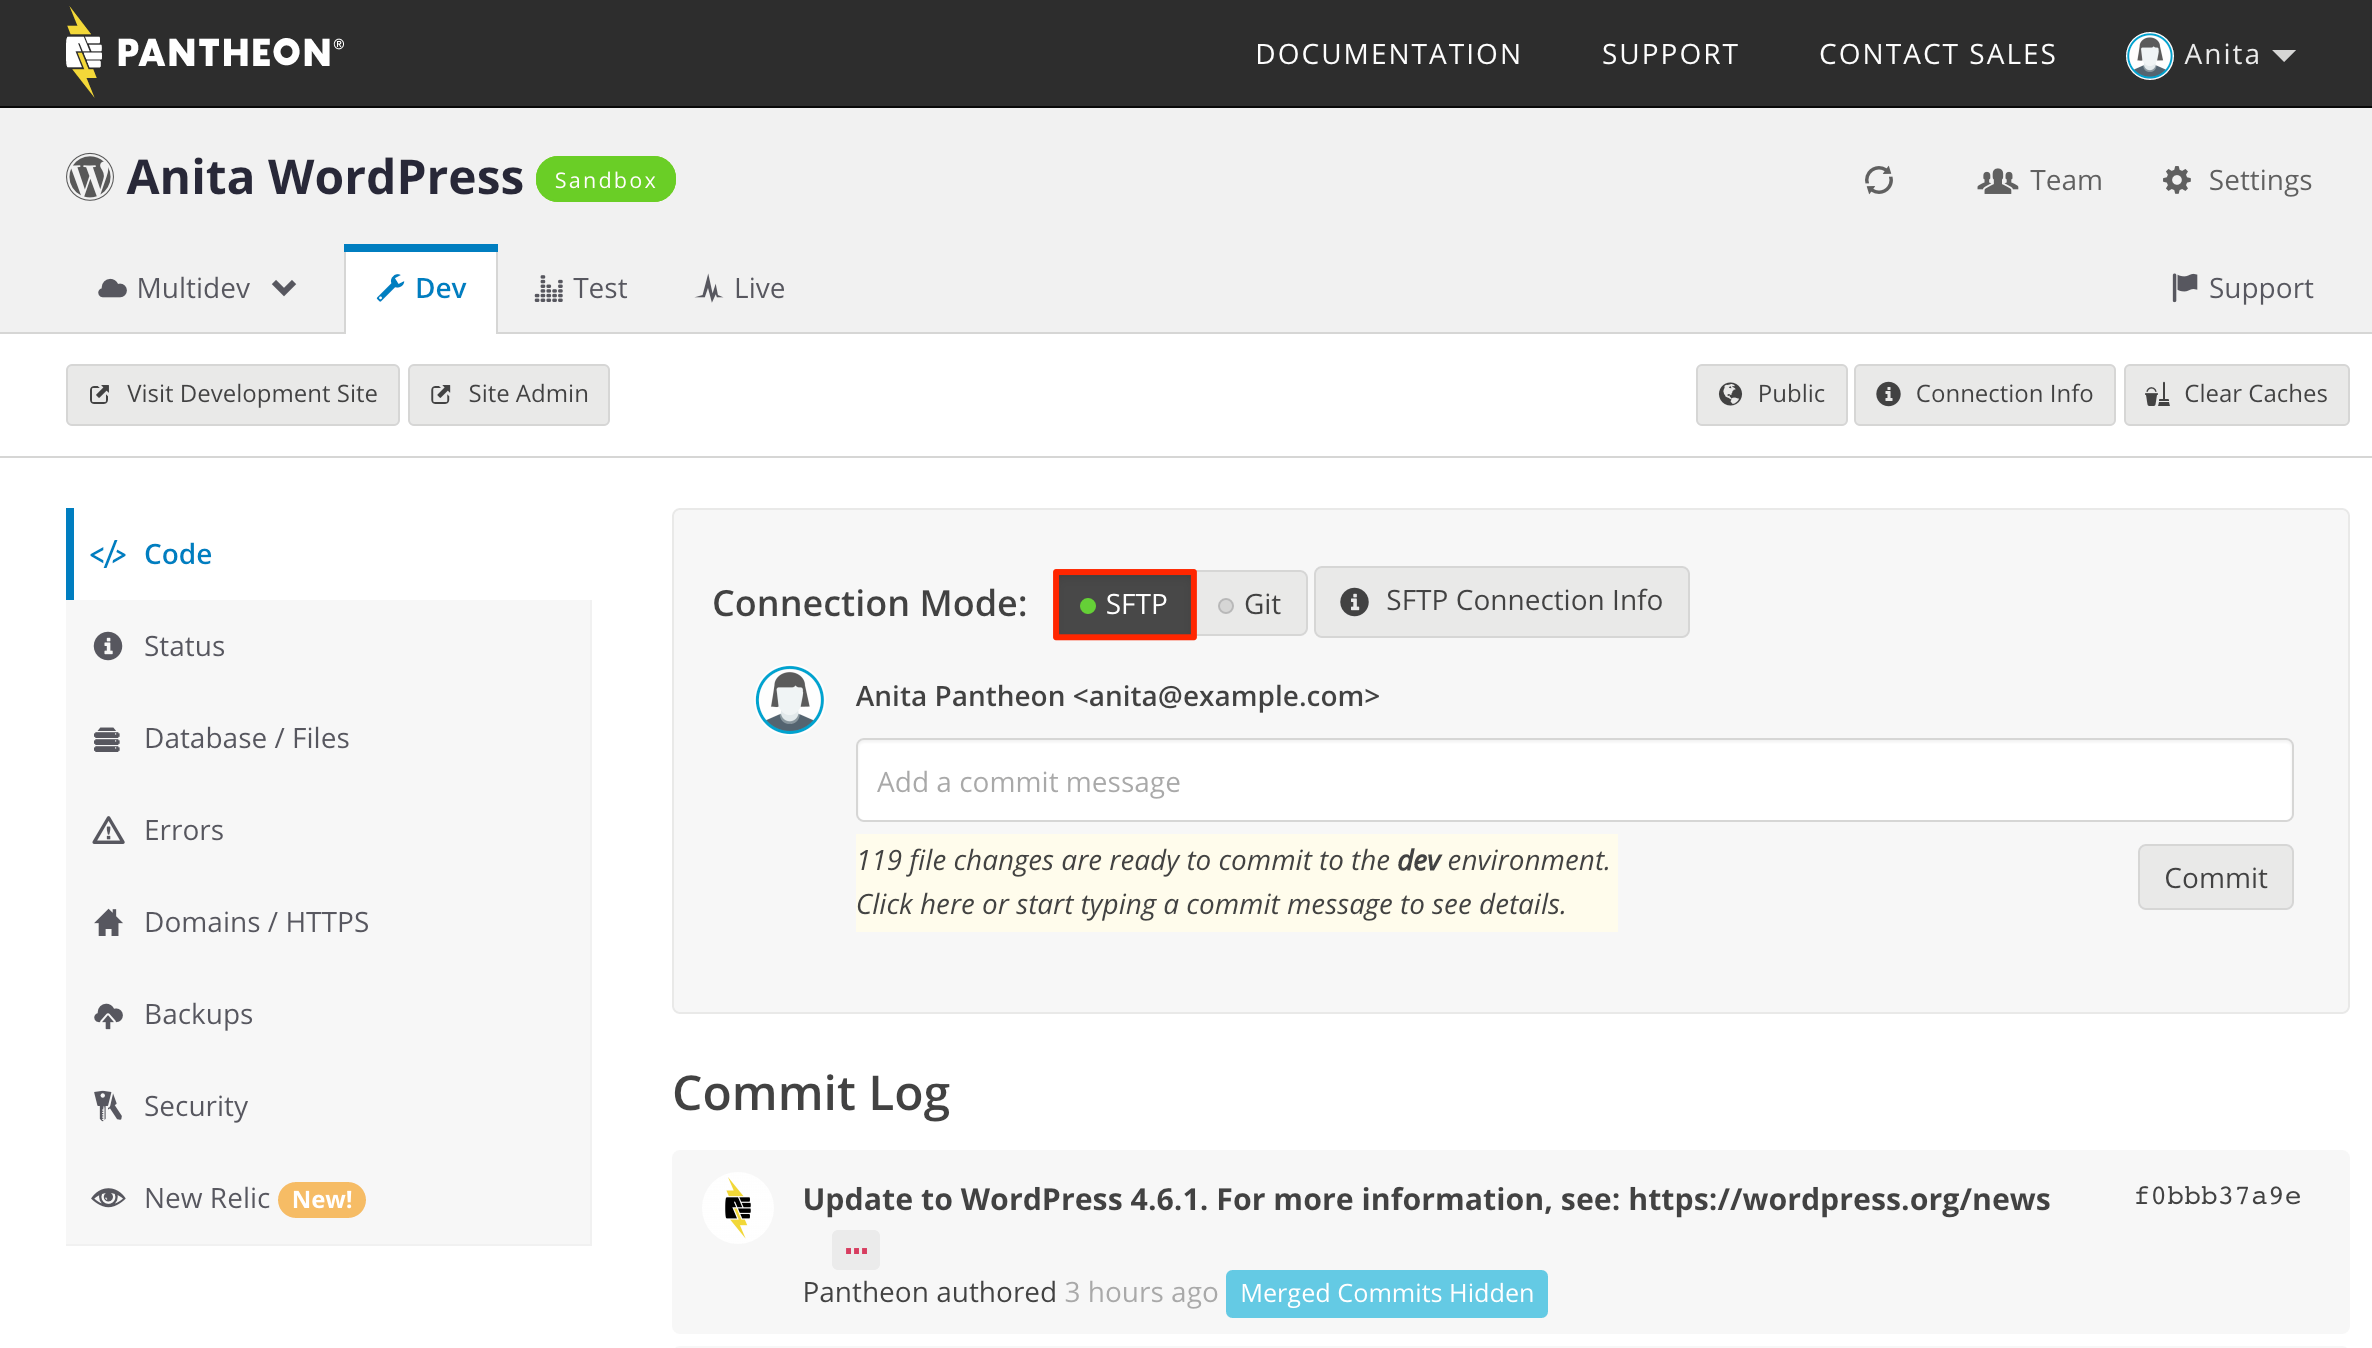 PANTHEON®
DOCUMENTATION SUPPORT CONTACT SALES Anita
Anita WordPress Sandbox
Team Settings
Multidev Dev Test Live Support
Visit Development Site Site Admin Public Connection Info Clear Caches
</> Code
Status
Database / Files
Errors
Domains / HTTPS
Backups
Security
New Relic New!
Connection Mode: SFTP Git SFTP Connection Info
Anita Pantheon <anita@example.com>
Add a commit message
119 file changes are ready to commit to the dev environment.
Click here or start typing a commit message to see details.
Commit
Commit Log
Update to WordPress 4.6.1. For more information, see: https://wordpress.org/news f0bbb37a9e
...
Pantheon authored 3 hours ago Merged Commits Hidden